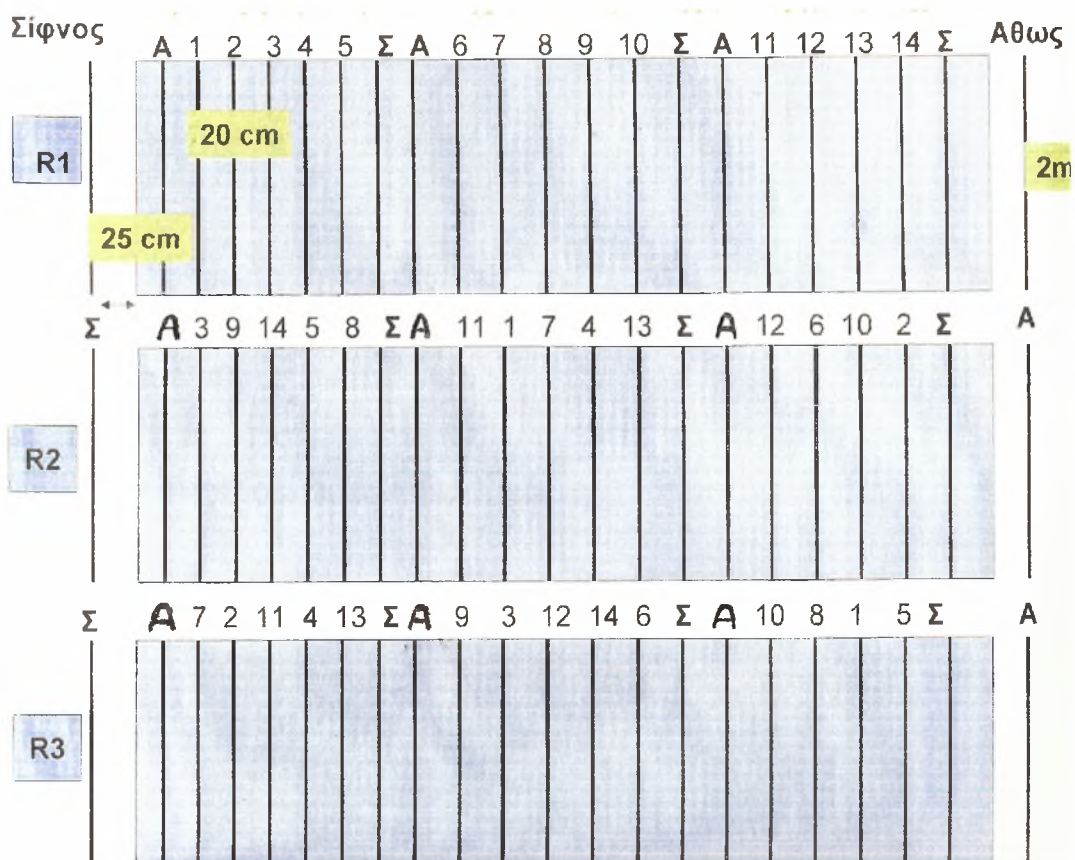 Σίφνος
Αθως
Α 1 2 3 4 5 Σ Α 6 7 8 9 10 Σ Α 11 12 13 14 Σ
20 cm
R1
2m
25 cm
Σ Α 3 9 14 5 8 Σ Α 11 1 7 4 13 Σ Α 12 6 10 2 Σ Α
R2
Σ Α 7 2 11 4 13 Σ Α 9 3 12 14 6 Σ Α 10 8 1 5 Σ Α
R3